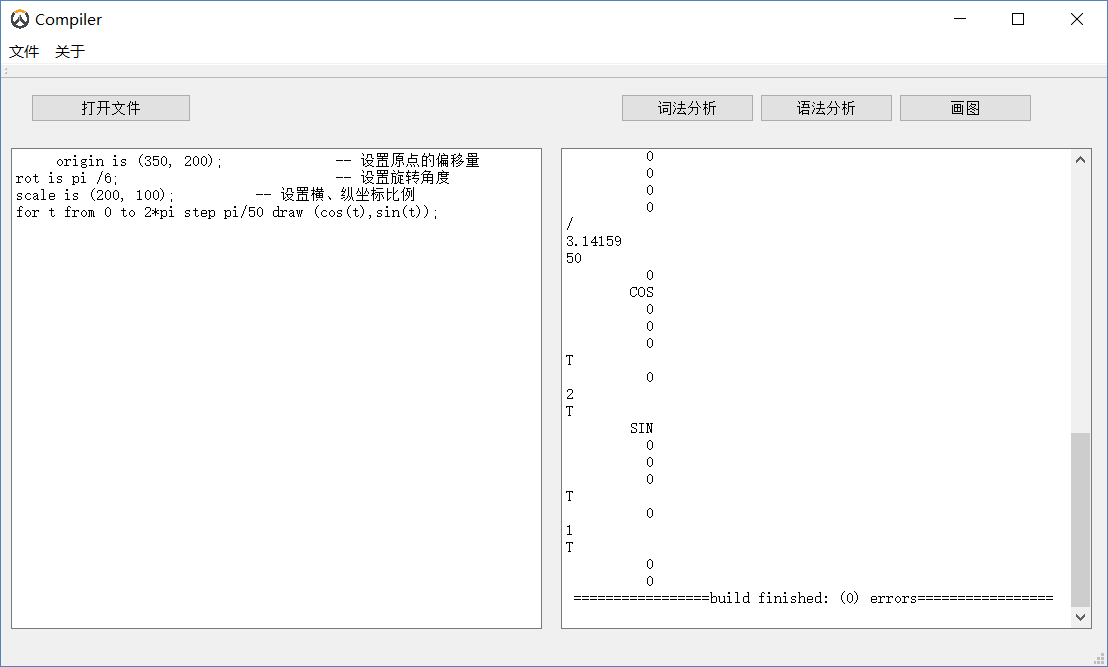 Compiler
文件 关于
打开文件 词法分析 语法分析 画图
origin is (350, 200); -- 设置原点的偏移量
rot is pi /6; -- 设置旋转角度
scale is (200, 100); -- 设置横、纵坐标比例
for t from 0 to 2*pi step pi/50 draw (cos(t),sin(t));
0
0
0
0
/
3.14159
50
0
COS
0
0
0
T
0
2
T
SIN
0
0
0
T
0
1
T
0
0
=================build finished: (0) errors=================